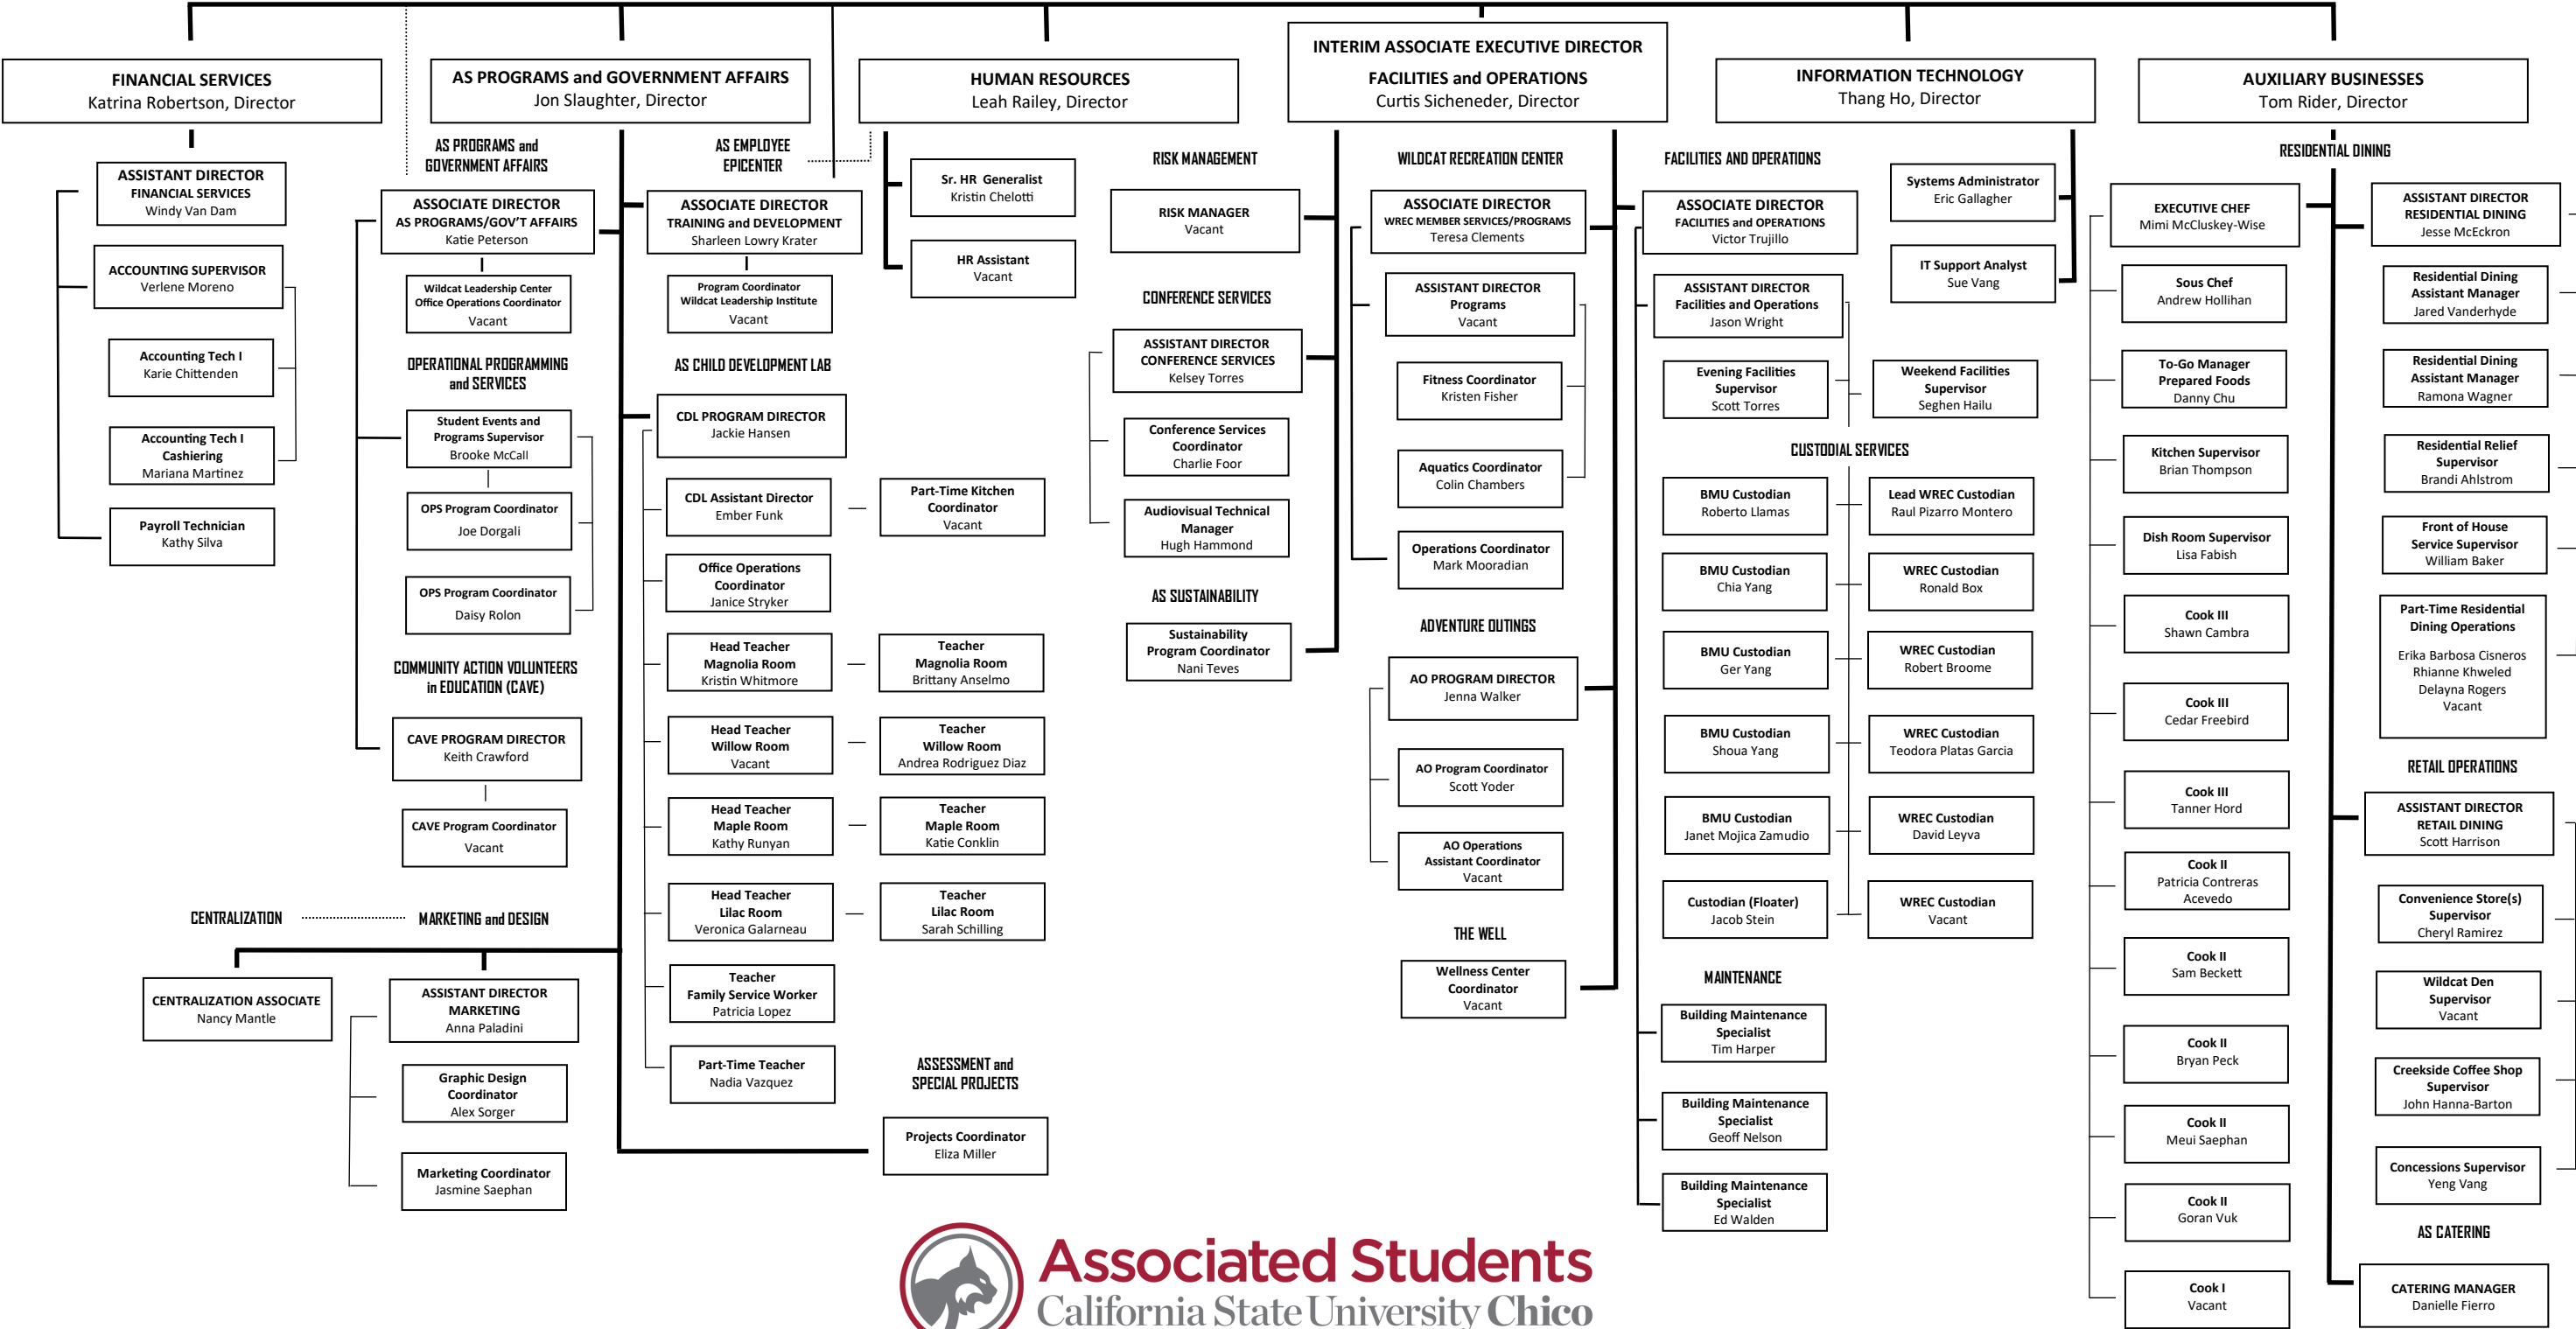 FINANCIAL SERVICES
Katrina Robertson, Director
AS PROGRAMS and GOVERNMENT AFFAIRS
Jon Slaughter, Director
HUMAN RESOURCES
Leah Railey, Director
INTERIM ASSOCIATE EXECUTIVE DIRECTOR
FACILITIES and OPERATIONS
Curtis Sicheneder, Director
INFORMATION TECHNOLOGY
Thang Ho, Director
AUXILIARY BUSINESSES
Tom Rider, Director
ASSISTANT DIRECTOR
FINANCIAL SERVICES
Windy Van Dam
ACCOUNTING SUPERVISOR
Verlene Moreno
Accounting Tech I
Karie Chittenden
Accounting Tech I
Cashiering
Mariana Martinez
Payroll Technician
Kathy Silva
AS PROGRAMS and
GOVERNMENT AFFAIRS
ASSOCIATE DIRECTOR
AS PROGRAMS/GOV'T AFFAIRS
Katie Peterson
Wildcat Leadership Center
Office Operations Coordinator
Vacant
OPERATIONAL PROGRAMMING
and SERVICES
Student Events and
Programs Supervisor
Brooke McCall
OPS Program Coordinator
Joe Dorgali
OPS Program Coordinator
Daisy Rolon
COMMUNITY ACTION VOLUNTEERS
in EDUCATION (CAVE)
CAVE PROGRAM DIRECTOR
Keith Crawford
CAVE Program Coordinator
Vacant
CENTRALIZATION
MARKETING and DESIGN
CENTRALIZATION ASSOCIATE
Nancy Mantle
ASSISTANT DIRECTOR
MARKETING
Anna Paladini
Graphic Design
Coordinator
Alex Sorger
Marketing Coordinator
Jasmine Saephan
AS EMPLOYEE
EPICENTER
ASSOCIATE DIRECTOR
TRAINING and DEVELOPMENT
Sharleen Lowry Krater
Program Coordinator
Wildcat Leadership Institute
Vacant
AS CHILD DEVELOPMENT LAB
CDL PROGRAM DIRECTOR
Jackie Hansen
CDL Assistant Director
Ember Funk
Part-Time Kitchen
Coordinator
Vacant
Office Operations
Coordinator
Janice Stryker
Head Teacher
Magnolia Room
Kristin Whitmore
Teacher
Magnolia Room
Brittany Anselmo
Head Teacher
Willow Room
Vacant
Teacher
Willow Room
Andrea Rodriguez Diaz
Head Teacher
Maple Room
Kathy Runyan
Teacher
Maple Room
Katie Conklin
Head Teacher
Lilac Room
Veronica Galarneau
Teacher
Lilac Room
Sarah Schilling
Teacher
Family Service Worker
Patricia Lopez
Part-Time Teacher
Nadia Vazquez
ASSESSMENT and
SPECIAL PROJECTS
Projects Coordinator
Eliza Miller
Sr. HR Generalist
Kristin Chelotti
HR Assistant
Vacant
RISK MANAGEMENT
RISK MANAGER
Vacant
CONFERENCE SERVICES
ASSISTANT DIRECTOR
CONFERENCE SERVICES
Kelsey Torres
Conference Services
Coordinator
Charlie Foor
Audiovisual Technical
Manager
Hugh Hammond
AS SUSTAINABILITY
Sustainability
Program Coordinator
Nani Teves
WILDCAT RECREATION CENTER
ASSOCIATE DIRECTOR
WREC MEMBER SERVICES/PROGRAMS
Teresa Clements
ASSISTANT DIRECTOR
Programs
Vacant
Fitness Coordinator
Kristen Fisher
Aquatics Coordinator
Colin Chambers
Operations Coordinator
Mark Mooradian
ADVENTURE OUTINGS
AO PROGRAM DIRECTOR
Jenna Walker
AO Program Coordinator
Scott Yoder
AO Operations
Assistant Coordinator
Vacant
THE WELL
Wellness Center
Coordinator
Vacant
FACILITIES AND OPERATIONS
ASSOCIATE DIRECTOR
FACILITIES and OPERATIONS
Victor Trujillo
ASSISTANT DIRECTOR
Facilities and Operations
Jason Wright
Evening Facilities
Supervisor
Scott Torres
Weekend Facilities
Supervisor
Seghen Hailu
CUSTODIAL SERVICES
BMU Custodian
Roberto Llamas
Lead WREC Custodian
Raul Pizarro Montero
BMU Custodian
Chia Yang
WREC Custodian
Ronald Box
BMU Custodian
Ger Yang
WREC Custodian
Robert Broome
BMU Custodian
Shoua Yang
WREC Custodian
Teodora Platas Garcia
BMU Custodian
Janet Mojica Zamudio
WREC Custodian
David Leyva
Custodian (Floater)
Jacob Stein
WREC Custodian
Vacant
MAINTENANCE
Building Maintenance
Specialist
Tim Harper
Building Maintenance
Specialist
Geoff Nelson
Building Maintenance
Specialist
Ed Walden
Systems Administrator
Eric Gallagher
IT Support Analyst
Sue Vang
RESIDENTIAL DINING
EXECUTIVE CHEF
Mimi McCluskey-Wise
Sous Chef
Andrew Hollihan
To-Go Manager
Prepared Foods
Danny Chu
Kitchen Supervisor
Brian Thompson
Dish Room Supervisor
Lisa Fabish
Cook III
Shawn Cambra
Cook III
Cedar Freebird
Cook III
Tanner Hord
Cook II
Patricia Contreras
Acevedo
Cook II
Sam Beckett
Cook II
Bryan Peck
Cook II
Meui Saephan
Cook II
Goran Vuk
Cook I
Vacant
ASSISTANT DIRECTOR
RESIDENTIAL DINING
Jesse McEckron
Residential Dining
Assistant Manager
Jared Vanderhyde
Residential Dining
Assistant Manager
Ramona Wagner
Residential Relief
Supervisor
Brandi Ahlstrom
Front of House
Service Supervisor
William Baker
Part-Time Residential
Dining Operations
Erika Barbosa Cisneros
Rhianne Khweled
Delayna Rogers
Vacant
RETAIL OPERATIONS
ASSISTANT DIRECTOR
RETAIL DINING
Scott Harrison
Convenience Store(s)
Supervisor
Cheryl Ramirez
Wildcat Den
Supervisor
Vacant
Creekside Coffee Shop
Supervisor
John Hanna-Barton
Concessions Supervisor
Yeng Vang
AS CATERING
CATERING MANAGER
Danielle Fierro
Associated Students
California State University Chico